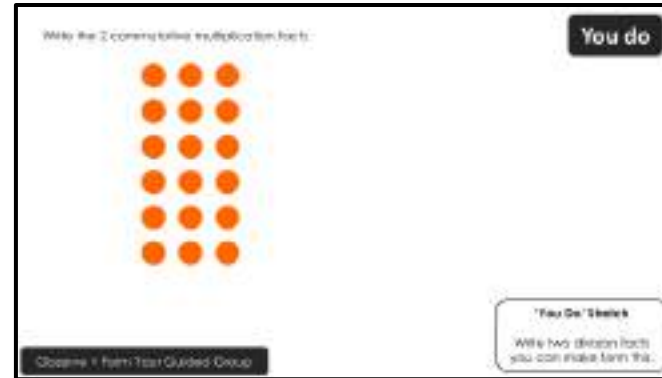 Write the 2 commutative multiplication facts
You do
'You Do' Stretch
Write two division facts
you can make form this.
Observe + Form Your Guided Group